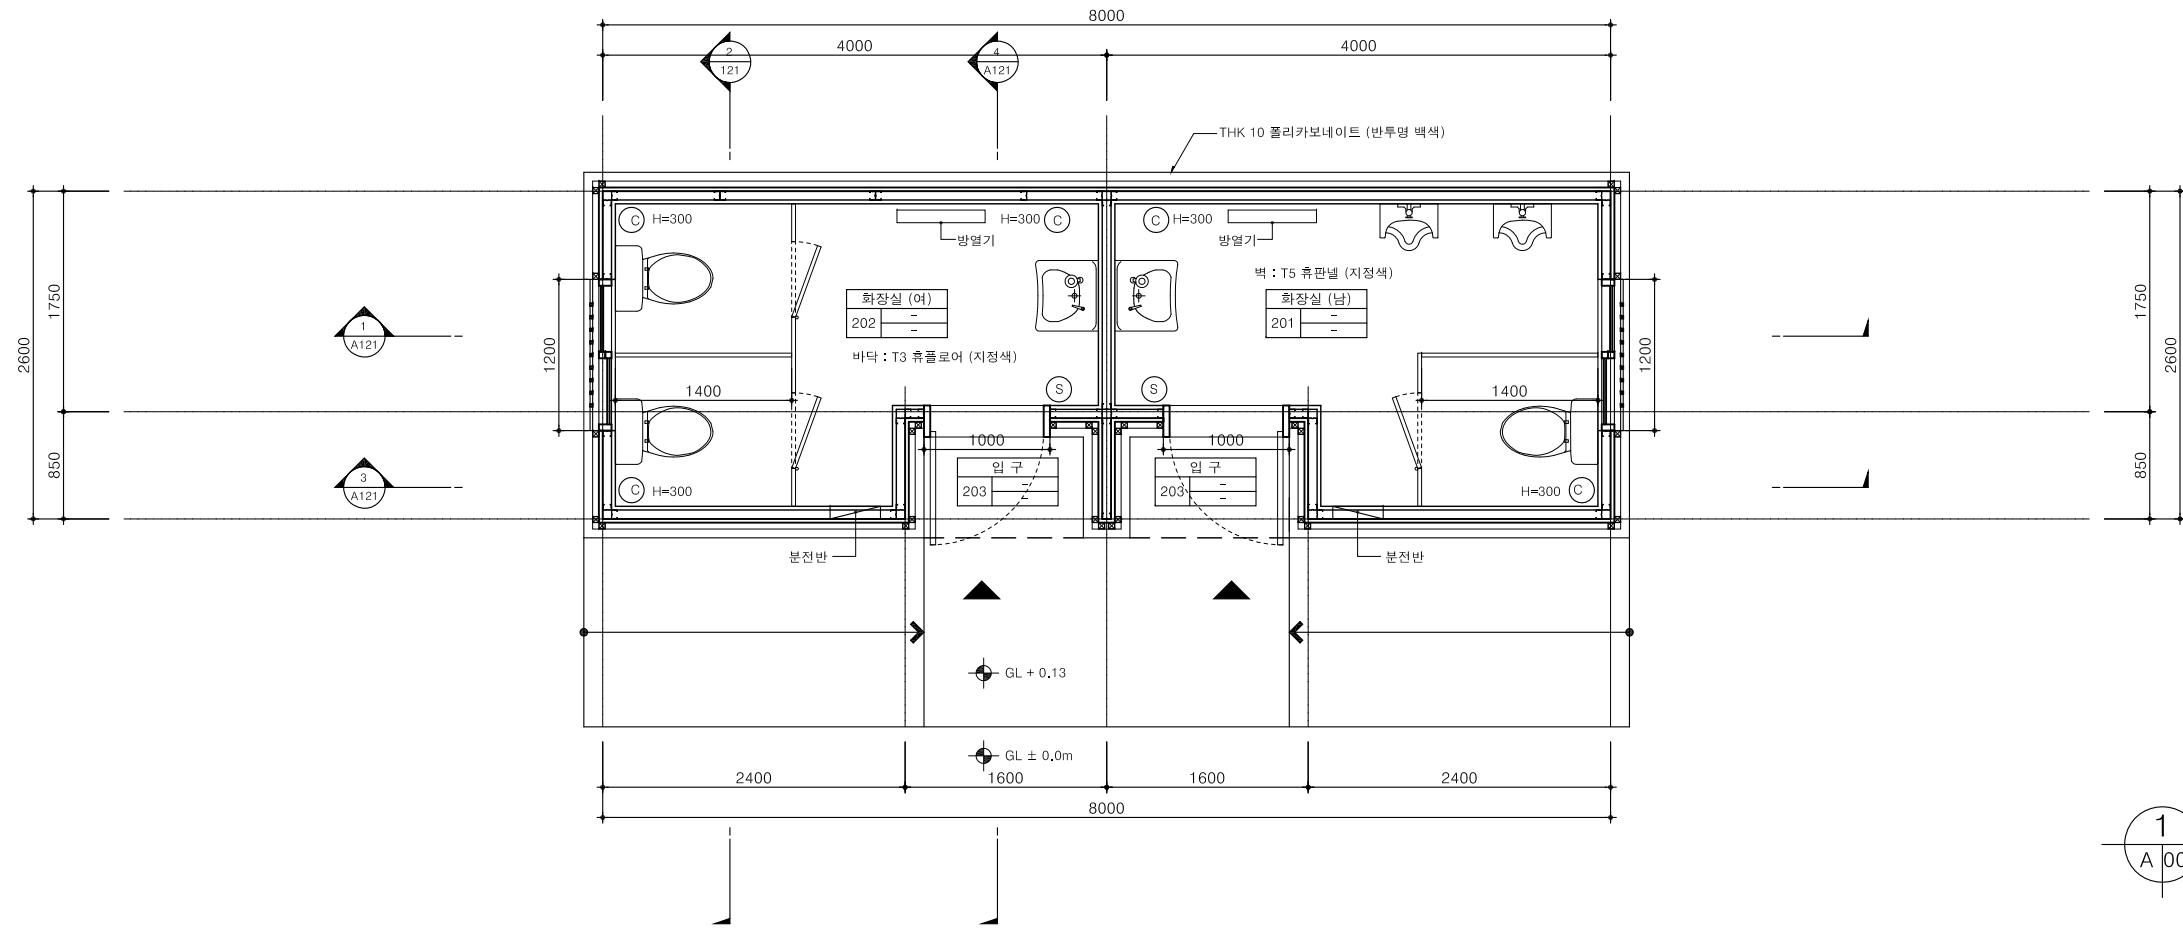 8000
4000
4000
2
121
4
A121
THK 10 폴리카보네이트 (반투명 백색)
C H=300
H=300 C
C H=300
방열기
방열기
벽 : T5 휴판넬 (지정색)
화장실 (여)
202
화장실 (남)
201
바닥 : T3 휴플로어 (지정색)
1750
2600
1200
850
1
A121
3
A121
1400
S
S
1400
1200
1750
2600
850
1000
1000
입 구
203
입 구
203
C H=300
H=300 C
분전반
분전반
GL + 0.13
GL ± 0.0m
2400
1600
1600
2400
8000
1
A 00